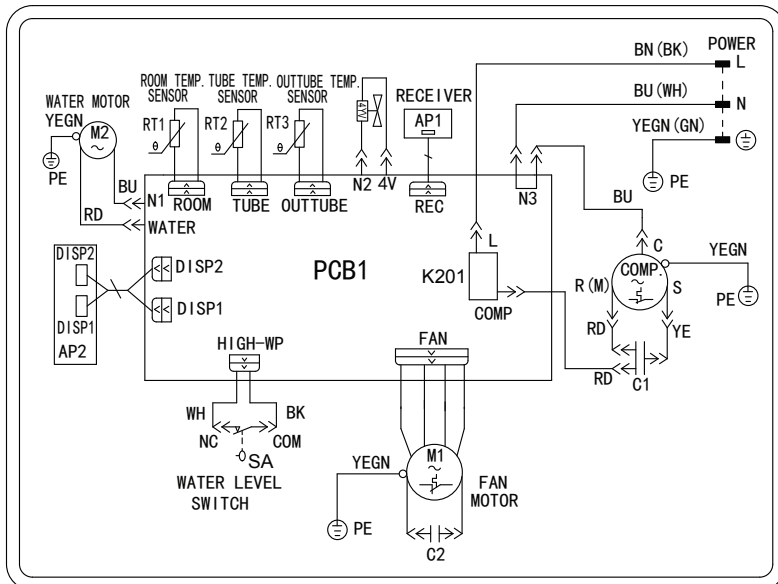 BN(BK)
POWER
L
ROOM TEMP.
SENSOR
TUBE TEMP.
SENSOR
OUTTUBE TEMP.
SENSOR
WATER MOTOR
YEGN
RECEIVER
BU(WH)
N
M2
~
RT1
θ
RT2
θ
RT3
θ
4YV
AP1
YEGN(GN)
PE
PE
BU
N1
ROOM
TUBE
OUTTUBE
N2
4V
REC
N3
BU
RD
WATER
L
C
YEGN
DISP2
DISP2
PCB1
K201
COMP.
~
R(M)
S
PE
DISP1
DISP1
COMP
RD
YE
AP2
HIGH-WP
FAN
RD
C1
WH
BK
NC
COM
SA
M1
~
YEGN
WATER LEVEL
SWITCH
FAN
MOTOR
PE
C2